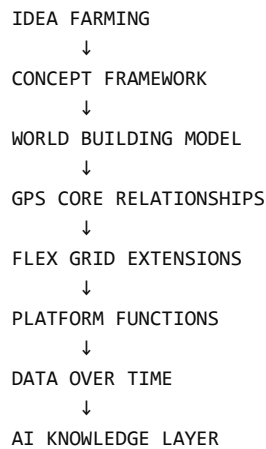 IDEA FARMING
↓
CONCEPT FRAMEWORK
↓
WORLD BUILDING MODEL
↓
GPS CORE RELATIONSHIPS
↓
FLEX GRID EXTENSIONS
↓
PLATFORM FUNCTIONS
↓
DATA OVER TIME
↓
AI KNOWLEDGE LAYER